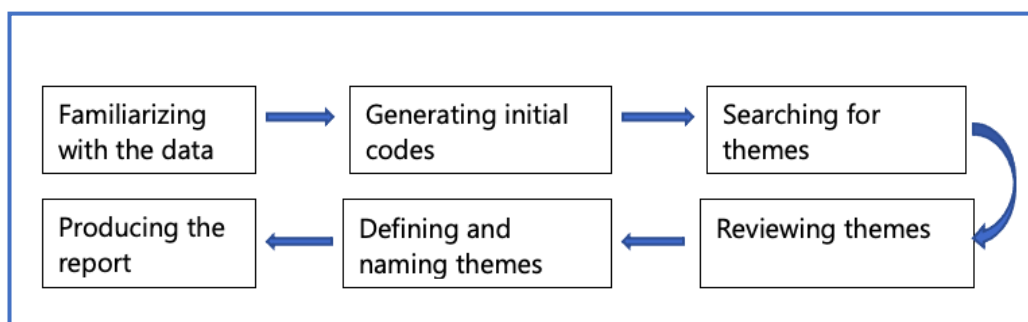 Familiarizing
with the data
Generating initial
codes
Searching for
themes
Reviewing themes
Defining and
naming themes
Producing the
report